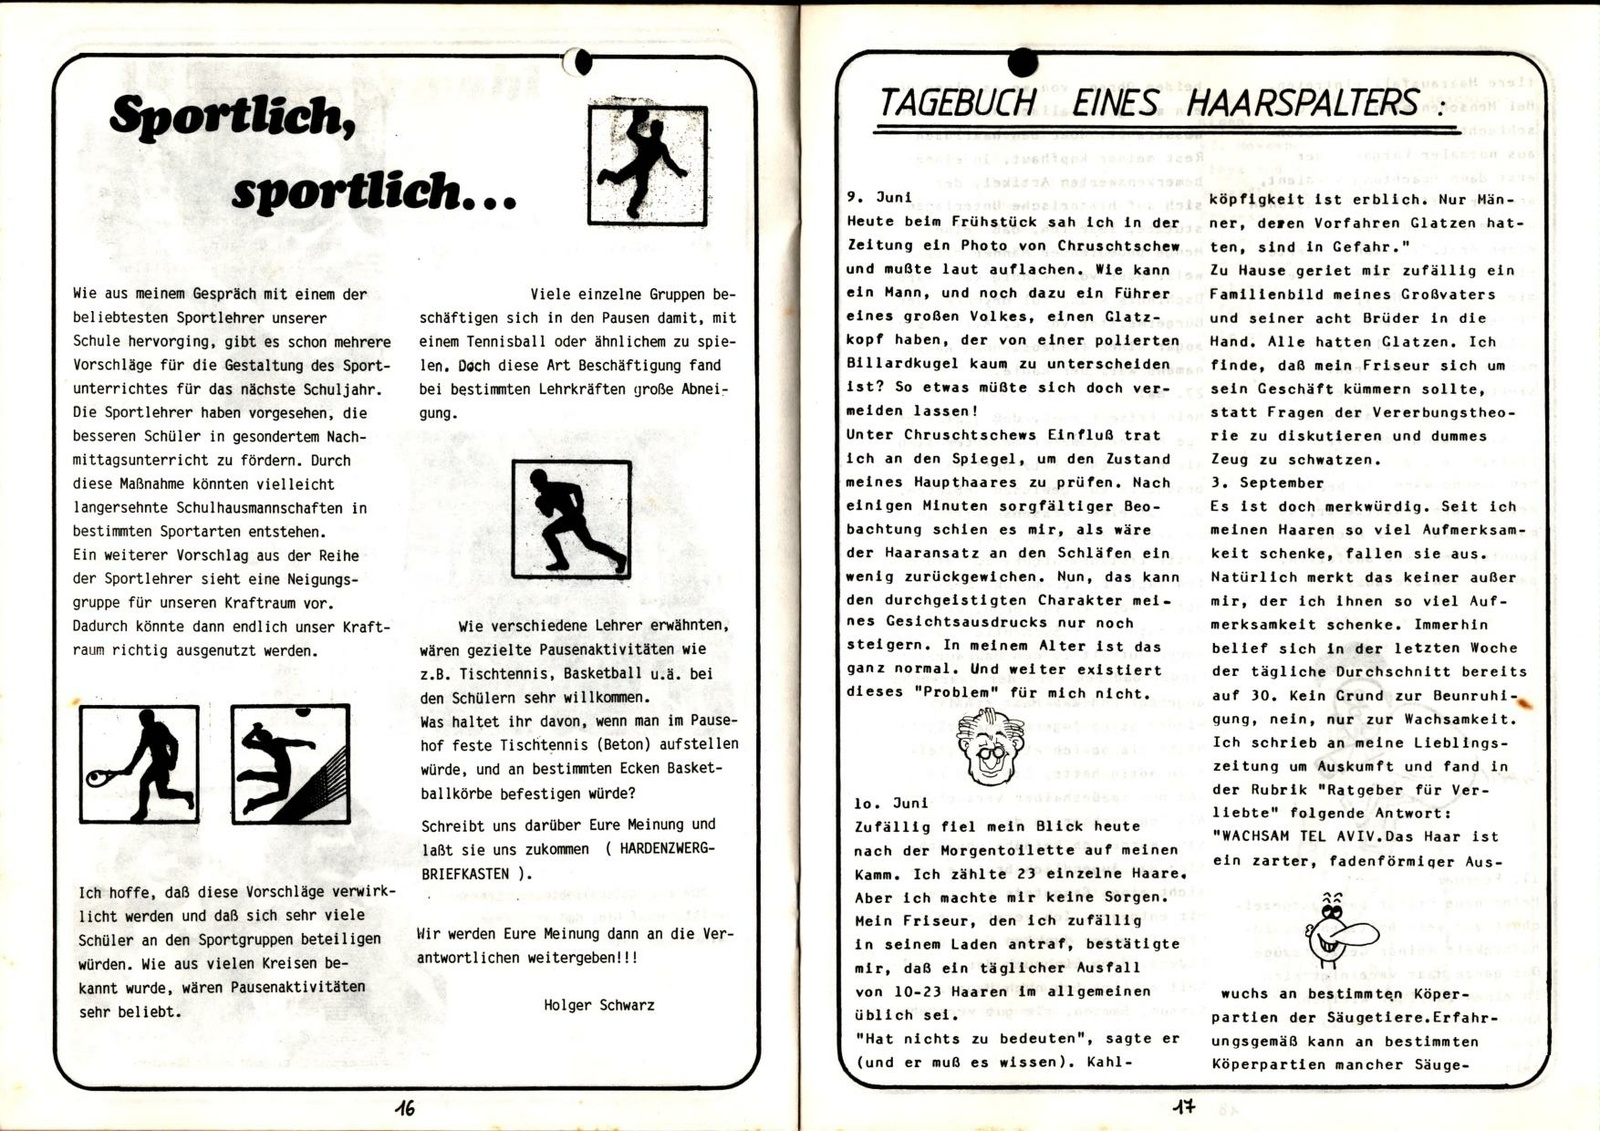 Sportlich,
sportlich...
Wie aus meinem Gespräch mit einem der
beliebtesten Sportlehrer unserer
Schule hervorging, gibt es schon mehrere
Vorschläge für die Gestaltung des Sport-
unterrichtes für das nächste Schuljahr.
Die Sportlehrer haben vorgesehen, die
besseren Schüler in gesondertem Nach-
mittagsunterricht zu fördern. Durch
diese Maßnahme könnten vielleicht
langersehnte Schulhausmannschaften in
bestimmten Sportarten entstehen.
Ein weiterer Vorschlag aus der Reihe
der Sportlehrer sieht eine Neigungs-
gruppe für unseren Kraftraum vor.
Dadurch könnte dann endlich unser Kraft-
raum richtig ausgenutzt werden.
Ich hoffe, daß diese Vorschläge verwirk-
licht werden und daß sich sehr viele
Schüler an den Sportgruppen beteiligen
würden. Wie aus vielen Kreisen be-
kannt wurde, wären Pausenaktivitäten
sehr beliebt.
Viele einzelne Gruppen be-
schäftigen sich in den Pausen damit, mit
einem Tennisball oder ähnlichem zu spie-
len. Doch diese Art Beschäftigung fand
bei bestimmten Lehrkräften große Abnei-
gung.
Wie verschiedene Lehrer erwähnten,
wären gezielte Pausenaktivitäten wie
z.B. Tischtennis, Basketball u.ä. bei
den Schülern sehr willkommen.
Was haltet ihr davon, wenn man im Pause-
hof feste Tischtennis (Beton) aufstellen
würde, und an bestimmten Ecken Basket-
ballkörbe befestigen würde?
Schreibt uns darüber Eure Meinung und
laßt sie uns zukommen ( HARDENZWERG-
BRIEFKASTEN ).
Wir werden Eure Meinung dann an die Ver-
antwortlichen weitergeben!!!
Holger Schwarz
16
TAGEBUCH EINES HAARSPALTERS :
9. Juni
Heute beim Frühstück sah ich in der
Zeitung ein Photo von Chruschtschew
und mußte laut auflachen. Wie kann
ein Mann, und noch dazu ein Führer
eines großen Volkes, einen Glatz-
kopf haben, der von einer polierten
Billardkugel kaum zu unterscheiden
ist? So etwas müßte sich doch ver-
meiden lassen!
Unter Chruschtschews Einfluß trat
ich an den Spiegel, um den Zustand
meines Haupthaares zu prüfen. Nach
einigen Minuten sorgfältiger Beo-
bachtung schien es mir, als wäre
der Haaransatz an den Schläfen ein
wenig zurückgewichen. Nun, das kann
den durchgeistigten Charakter mei-
nes Gesichtsausdrucks nur noch
steigern. In meinem Alter ist das
ganz normal. Und weiter existiert
dieses "Problem" für mich nicht.
lo. Juni
Zufällig fiel mein Blick heute
nach der Morgentoilette auf meinen
Kamm. Ich zählte 23 einzelne Haare.
Aber ich machte mir keine Sorgen.
Mein Friseur, den ich zufällig
in seinem Laden antraf, bestätigte
mir, daß ein täglicher Ausfall
von 10-23 Haaren im allgemeinen
üblich sei.
"Hat nichts zu bedeuten", sagte er
(und er muß es wissen). Kahl-
köpfigkeit ist erblich. Nur Män-
ner, deren Vorfahren Glatzen hat-
ten, sind in Gefahr."
Zu Hause geriet mir zufällig ein
Familienbild meines Großvaters
und seiner acht Brüder in die
Hand. Alle hatten Glatzen. Ich
finde, daß mein Friseur sich um
sein Geschäft kümmern sollte,
statt Fragen der Vererbungstheo-
rie zu diskutieren und dummes
Zeug zu schwatzen.
3. September
Es ist doch merkwürdig. Seit ich
meinen Haaren so viel Aufmerksam-
keit schenke, fallen sie aus.
Natürlich merkt das keiner außer
mir, der ich ihnen so viel Auf-
merksamkeit schenke. Immerhin
belief sich in der letzten Woche
der tägliche Durchschnitt bereits
auf 30. Kein Grund zur Beunruhi-
gung, nein, nur zur Wachsamkeit.
Ich schrieb an meine Lieblings-
zeitung um Auskumft und fand in
der Rubrik "Ratgeber für Ver-
liebte" folgende Antwort:
"WACHSAM TEL AVIV.Das Haar ist
ein zarter, fadenförmiger Aus-
wuchs an bestimmten Köper-
partien der Säugetiere.Erfahr-
ungsgemäß kann an bestimmten
Köperpartien mancher Säuge-
17